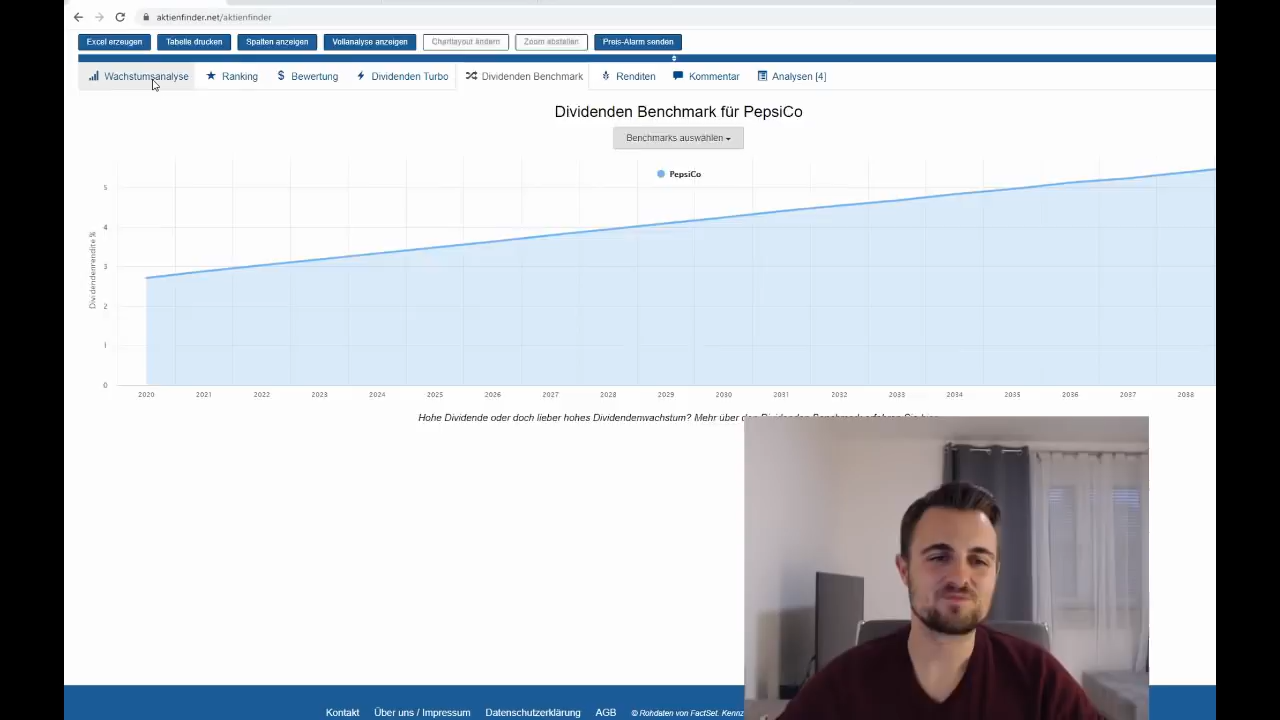 aktienfinder.net/aktienfinder
Excel erzeugen Tabelle drucken Spalten anzeigen Vollanalyse anzeigen Chartlayout ändern Zoom abstellen Preis-Alarm senden
Wachstumsanalyse Ranking $ Bewertung Dividenden Turbo Dividenden Benchmark Renditen Kommentar Analysen [4]
Dividenden Benchmark für PepsiCo
Benchmarks auswählen
PepsiCo
Dividendenrendite %
5
4
3
2
1
0
2020 2021 2022 2023 2024 2025 2026 2027 2028 2029 2030 2031 2032 2033 2034 2035 2036 2037 2038
Hohe Dividende oder doch lieber hohes Dividendenwachstum? Mehr über
Kontakt Über uns / Impressum Datenschutzerklärung AGB © Rohdaten von FactSet.